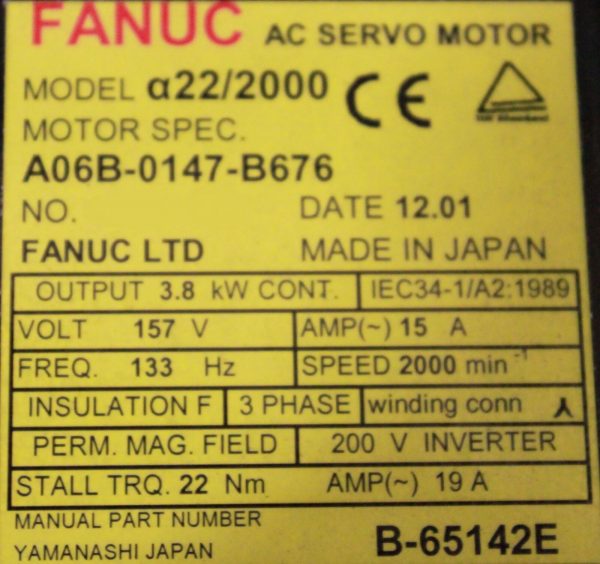 FANUC AC SERVO MOTOR
MODEL α22/2000 CE
MOTOR SPEC.
A06B-0147-B676
NO. DATE 12.01
FANUC LTD MADE IN JAPAN
OUTPUT 3.8 kW CONT. IEC34-1/A2:1989
VOLT 157 V AMP(~) 15 A
FREQ. 133 Hz SPEED 2000 min⁻¹
INSULATION F 3 PHASE winding conn
PERM. MAG. FIELD 200 V INVERTER
STALL TRQ. 22 Nm AMP(~) 19 A
MANUAL PART NUMBER
YAMANASHI JAPAN B-65142E